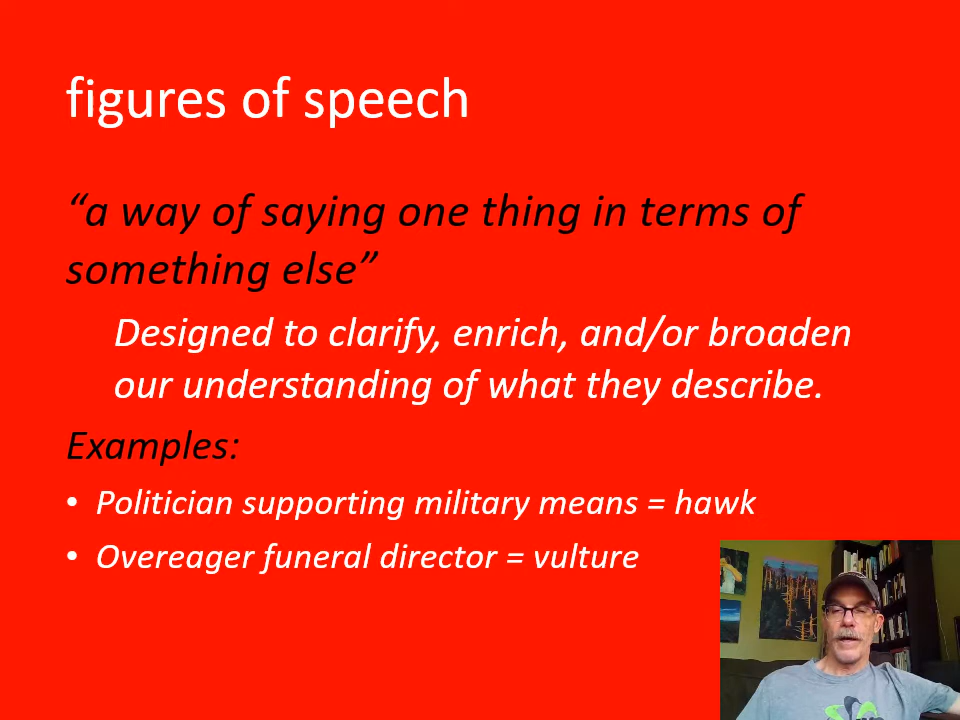 figures of speech
“a way of saying one thing in terms of
something else”
Designed to clarify, enrich, and/or broaden
our understanding of what they describe.
Examples:
• Politician supporting military means = hawk
• Overeager funeral director = vulture